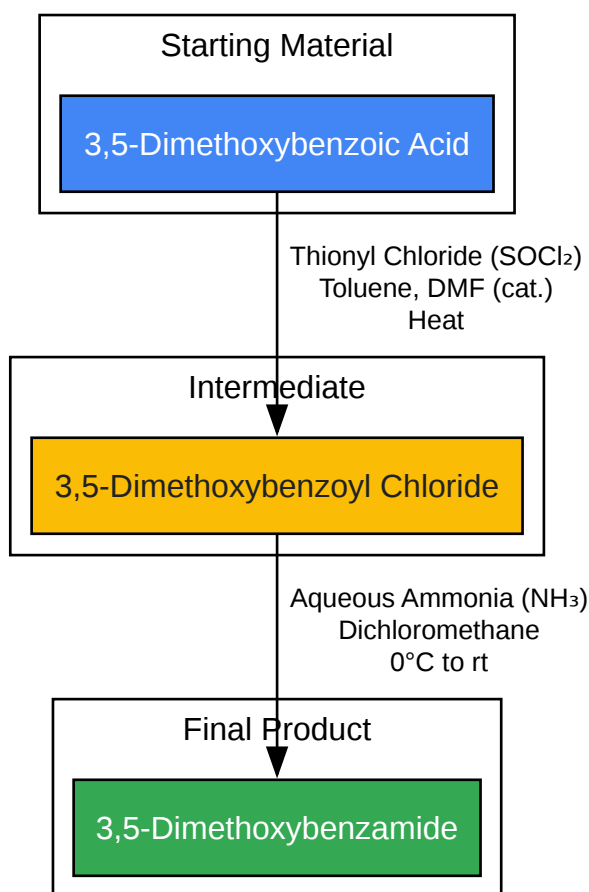 Starting Material
3,5-Dimethoxybenzoic Acid
Thionyl Chloride (SOCl₂)
Toluene, DMF (cat.)
Heat
Intermediate
3,5-Dimethoxybenzoyl Chloride
Aqueous Ammonia (NH₃)
Dichloromethane
0°C to rt
Final Product
3,5-Dimethoxybenzamide